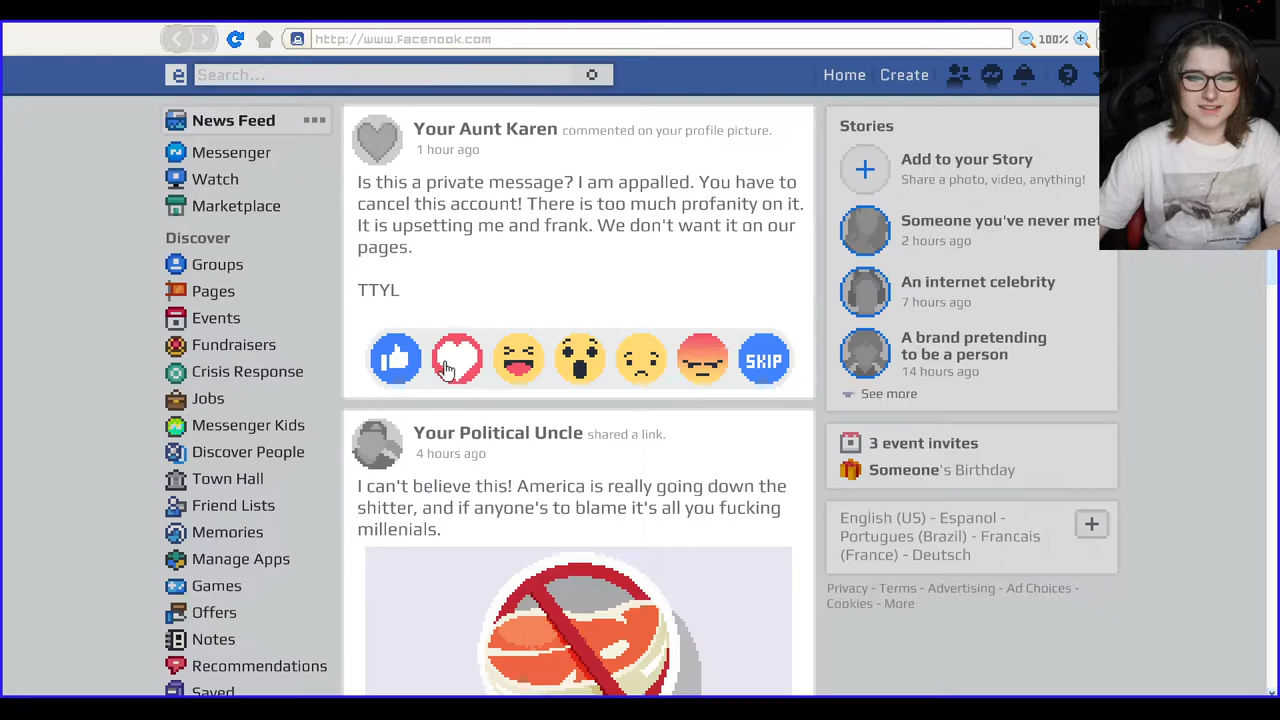 http://www.facenook.com
100%
e
Search...
Home
Create
News Feed
Messenger
Watch
Marketplace
Discover
Groups
Pages
Events
Fundraisers
Crisis Response
Jobs
Messenger Kids
Discover People
Town Hall
Friend Lists
Memories
Manage Apps
Games
Offers
Notes
Recommendations
Saved
Your Aunt Karen commented on your profile picture.
1 hour ago
Is this a private message? I am appalled. You have to
cancel this account! There is too much profanity on it.
It is upsetting me and frank. We don't want it on our
pages.
TTYL
SKIP
Your Political Uncle shared a link.
4 hours ago
I can't believe this! America is really going down the
shitter, and if anyone's to blame it's all you fucking
millenials.
Stories
Add to your Story
Share a photo, video, anything!
Someone you've never met
2 hours ago
An internet celebrity
7 hours ago
A brand pretending
to be a person
14 hours ago
See more
3 event invites
Someone's Birthday
English (US) - Espanol -
Portugues (Brazil) - Francais
(France) - Deutsch
Privacy - Terms - Advertising - Ad Choices -
Cookies - More